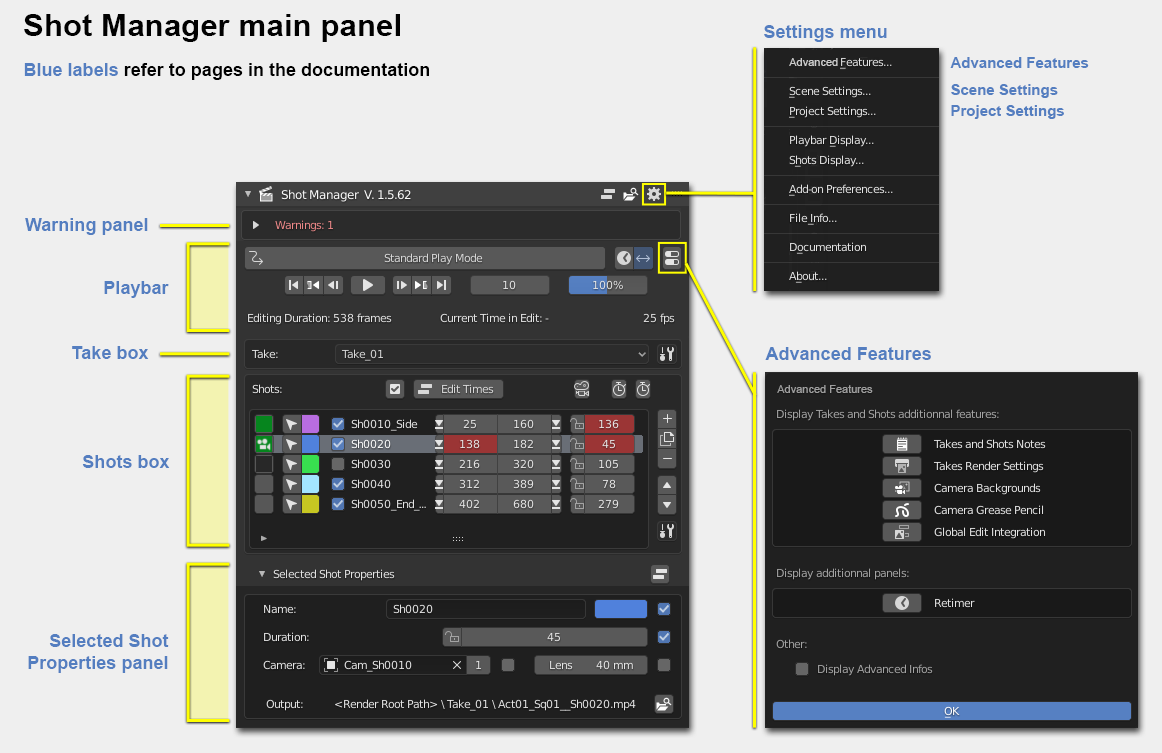 Shot Manager main panel
Blue labels refer to pages in the documentation
Settings menu
Advanced Features...
Scene Settings...
Project Settings...
Playbar Display...
Shots Display...
Add-on Preferences...
File Info...
Documentation
About...
Advanced Features
Scene Settings
Project Settings
Shot Manager V. 1.5.62
Warning panel
Warnings: 1
Playbar
Standard Play Mode
10
100%
Editing Duration: 538 frames Current Time in Edit: - 25 fps
Take box
Take: Take_01
Shots box
Shots: Edit Times
Sh0010_Side 25 160 136
Sh0020 138 182 45
Sh0030 216 320 105
Sh0040 312 389 78
Sh0050_End_... 402 680 279
Selected Shot
Properties panel
Selected Shot Properties
Name: Sh0020
Duration: 45
Camera: Cam_Sh0010 1 Lens 40 mm
Output: <Render Root Path> \ Take_01 \ Act01_Sq01__Sh0020.mp4
Advanced Features
Advanced Features
Display Takes and Shots additionnal features:
Takes and Shots Notes
Takes Render Settings
Camera Backgrounds
Camera Grease Pencil
Global Edit Integration
Display additionnal panels:
Retimer
Other:
Display Advanced Infos
OK